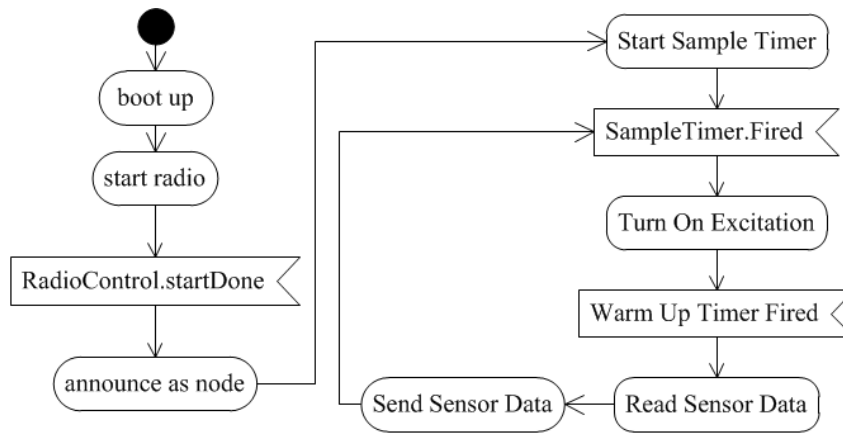 boot up
start radio
RadioControl.startDone
announce as node
Start Sample Timer
SampleTimer.Fired
Turn On Excitation
Warm Up Timer Fired
Read Sensor Data
Send Sensor Data